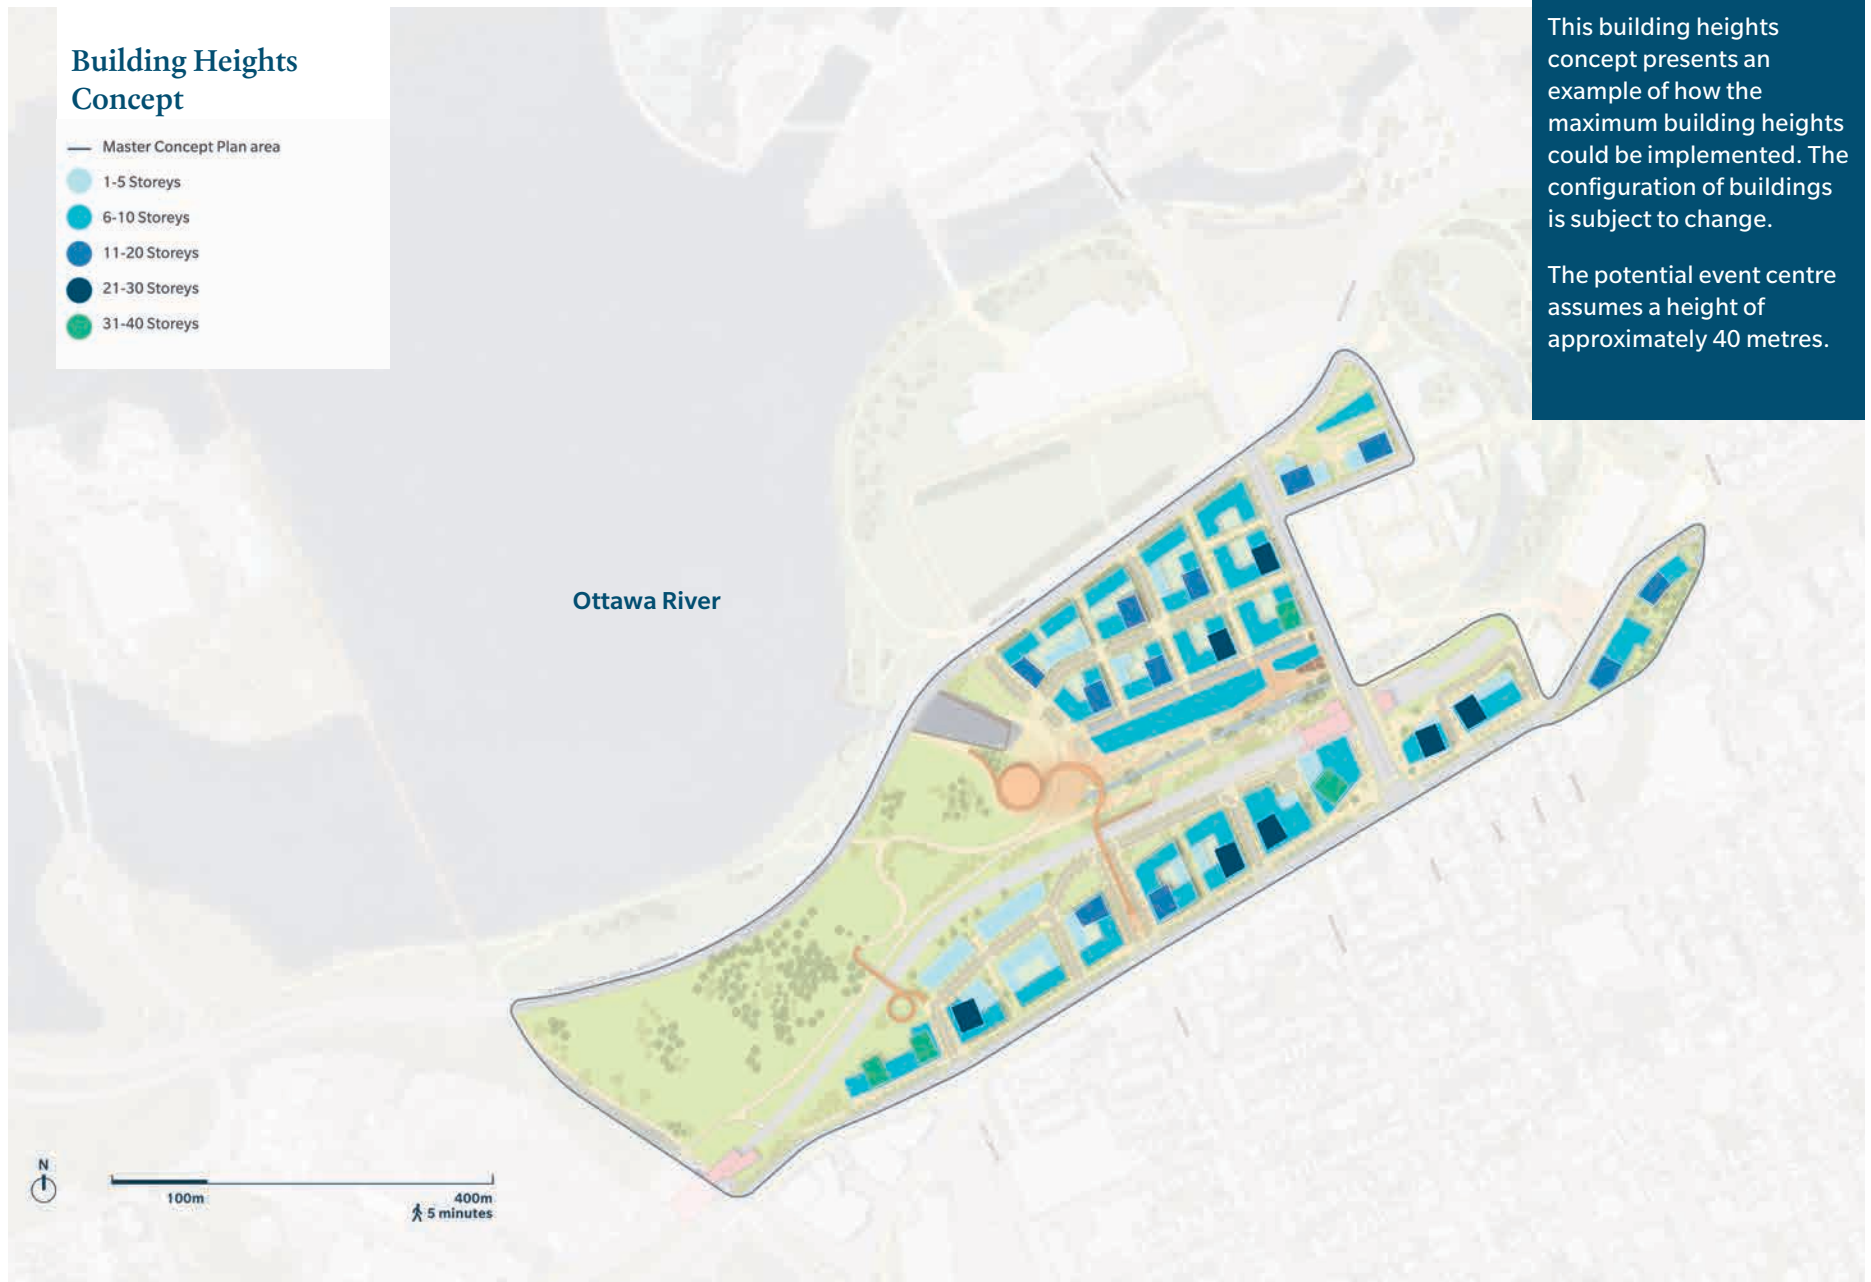 Building Heights
Concept
Master Concept Plan area
1-5 Storeys
6-10 Storeys
11-20 Storeys
21-30 Storeys
31-40 Storeys
This building heights
concept presents an
example of how the
maximum building heights
could be implemented. The
configuration of buildings
is subject to change.
The potential event centre
assumes a height of
approximately 40 metres.
Ottawa River
N
100m
400m
5 minutes